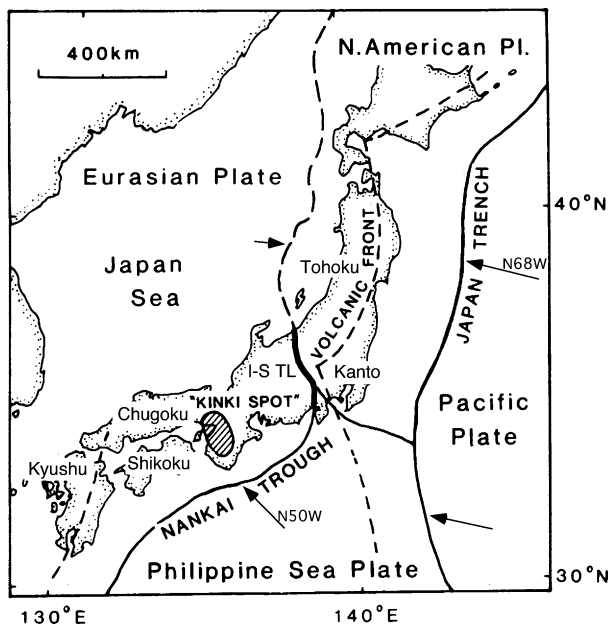 400km
N.American Pl.
Eurasian Plate
40°N
Japan
Sea
Tohoku
VOLCANIC FRONT
JAPAN TRENCH
N68W
I-S TL
Kanto
"KINKI SPOT"
Chugoku
Pacific
Plate
Kyushu
Shikoku
NANKAI TROUGH
N50W
Philippine Sea Plate
30°N
130°E
140°E